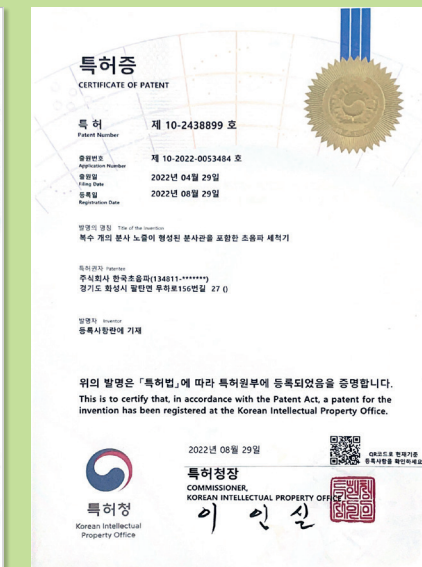 특허증
CERTIFICATE OF PATENT
특 허 제 10-2438899 호
Patent Number
출원번호 제 10-2022-0053484 호
Application Number
출원일 2022년 04월 29일
Filing Date
등록일 2022년 08월 29일
Registration Date
발명의 명칭 Title of the Invention
복수 개의 분사 노즐이 형성된 분사관을 포함한 초음파 세척기
특허권자 Patentee
주식회사 한국초음파(134811-*******)
경기도 화성시 팔탄면 무하로156번길 27 ()
발명자 Inventor
등록사항란에 기재
위의 발명은 「특허법」에 따라 특허원부에 등록되었음을 증명합니다.
This is to certify that, in accordance with the Patent Act, a patent for the
invention has been registered at the Korean Intellectual Property Office.
2022년 08월 29일
QR코드로 현재기준
등록사항을 확인하세요
특허청장
COMMISSIONER,
KOREAN INTELLECTUAL PROPERTY OFFICE
이 인 실
특허청
Korean Intellectual
Property Office